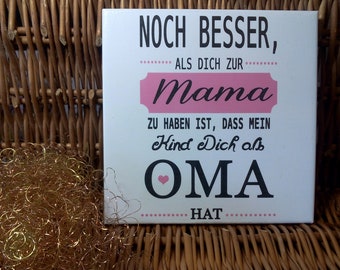 NOCH BESSER,
ALS DICH ZUR
Mama
ZU HABEN IST, DASS MEIN
Kind Dich als
OMA
HAT